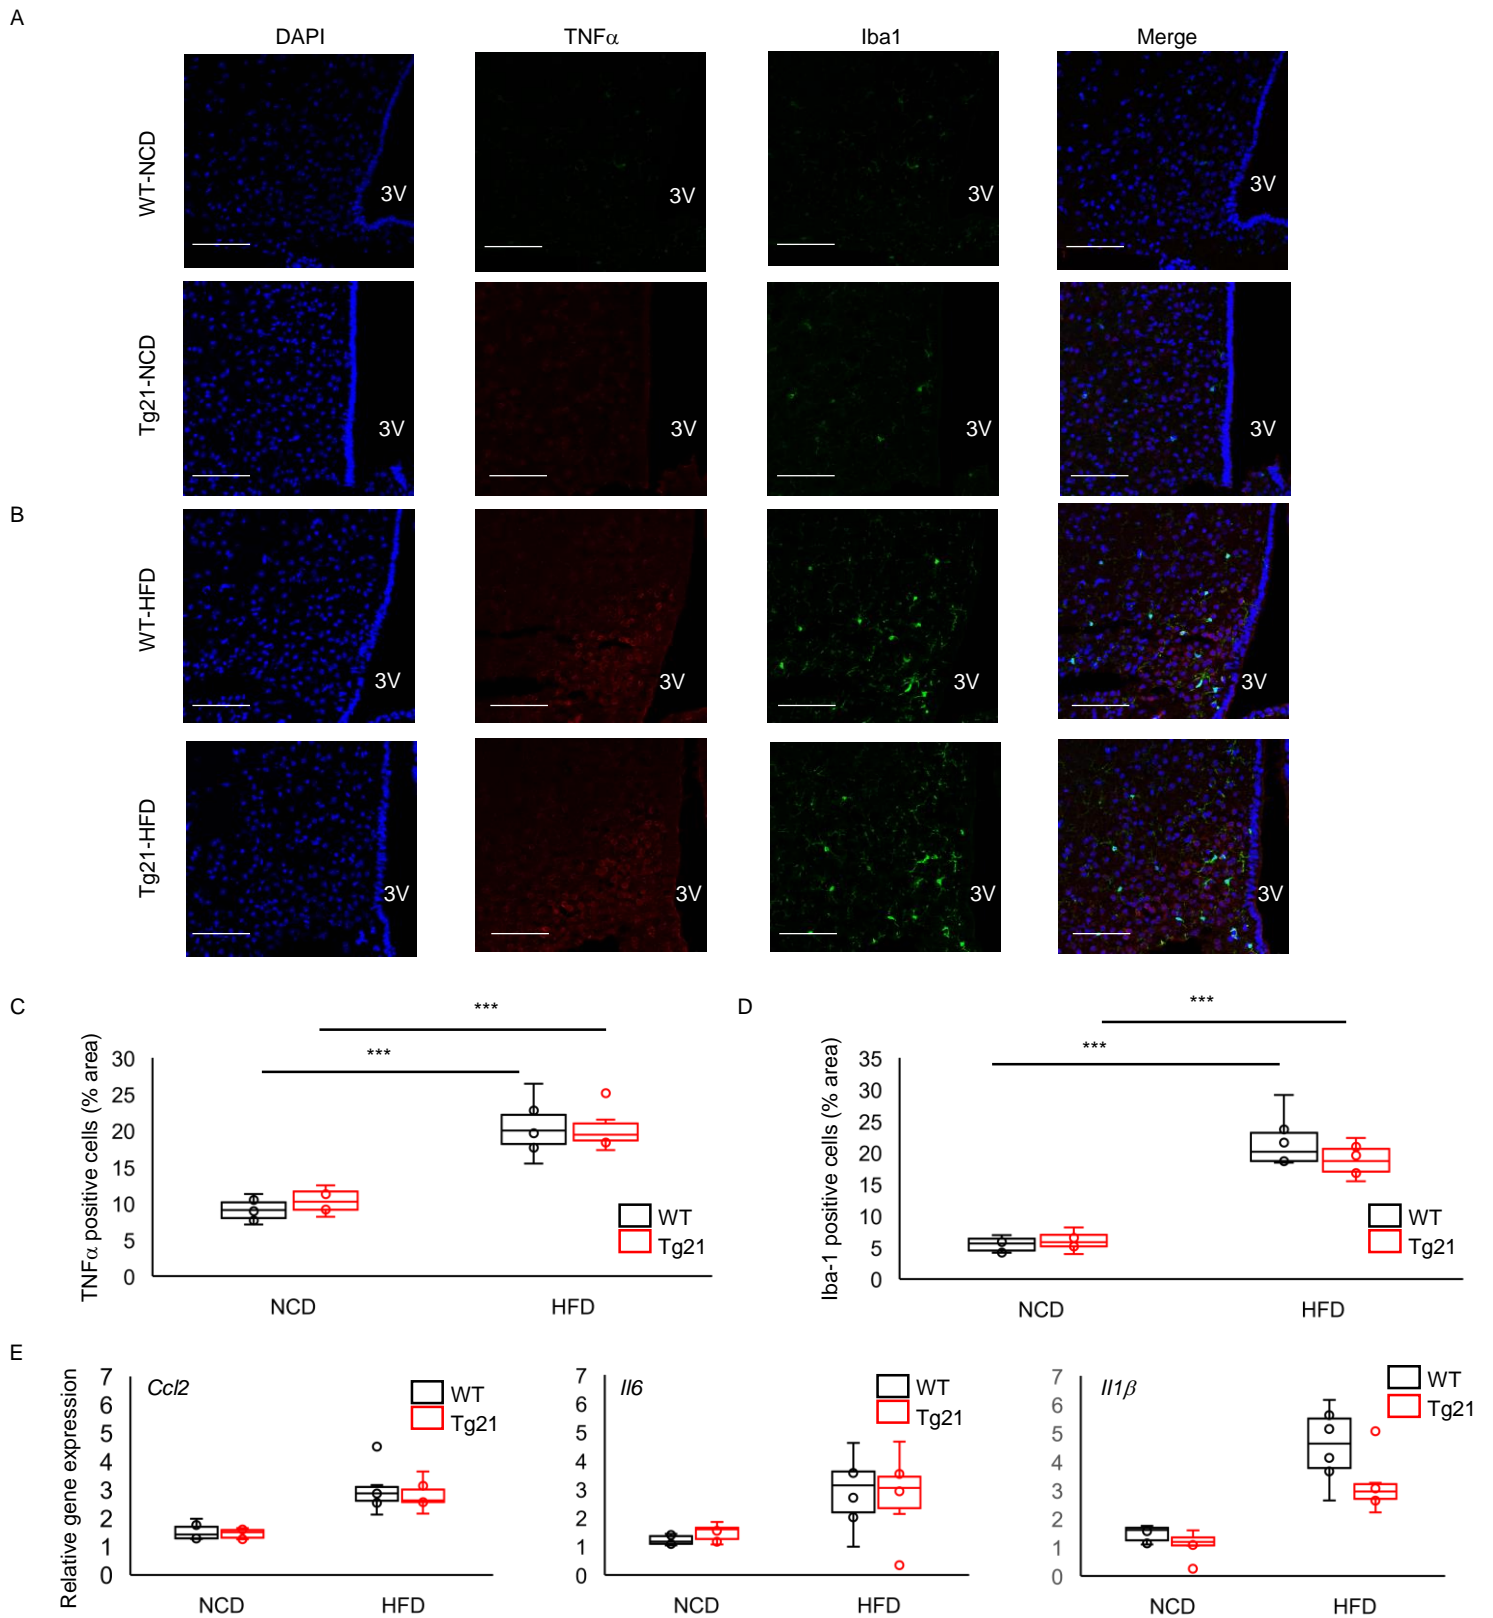 A
DAPI TNFα Iba1 Merge
WT-NCD
3V 3V 3V 3V
Tg21-NCD
3V 3V 3V 3V
B
WT-HFD
3V 3V 3V 3V
Tg21-HFD
3V 3V 3V 3V
C
***
***
TNFα positive cells (% area)
30
25
20
15
10
5
0
WT
Tg21
NCD HFD
D
***
***
Iba-1 positive cells (% area)
35
30
25
20
15
10
5
0
WT
Tg21
NCD HFD
E
Relative gene expression
7
6
5
4
3
2
1
0
Ccl2
WT
Tg21
NCD HFD
7
6
5
4
3
2
1
0
Il6
WT
Tg21
NCD HFD
7
6
5
4
3
2
1
0
Il1β
WT
Tg21
NCD HFD